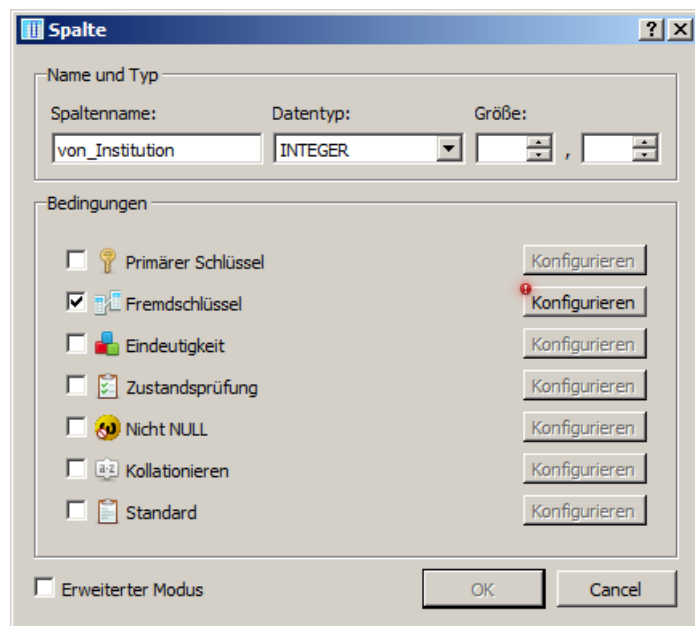 Spalte
Name und Typ
Spaltenname: Datentyp: Größe:
von_Institution INTEGER ,
Bedingungen
Primärer Schlüssel Konfigurieren
Fremdschlüssel Konfigurieren
Eindeutigkeit Konfigurieren
Zustandsprüfung Konfigurieren
Nicht NULL Konfigurieren
a-z Kollationieren Konfigurieren
Standard Konfigurieren
Erweiterter Modus OK Cancel